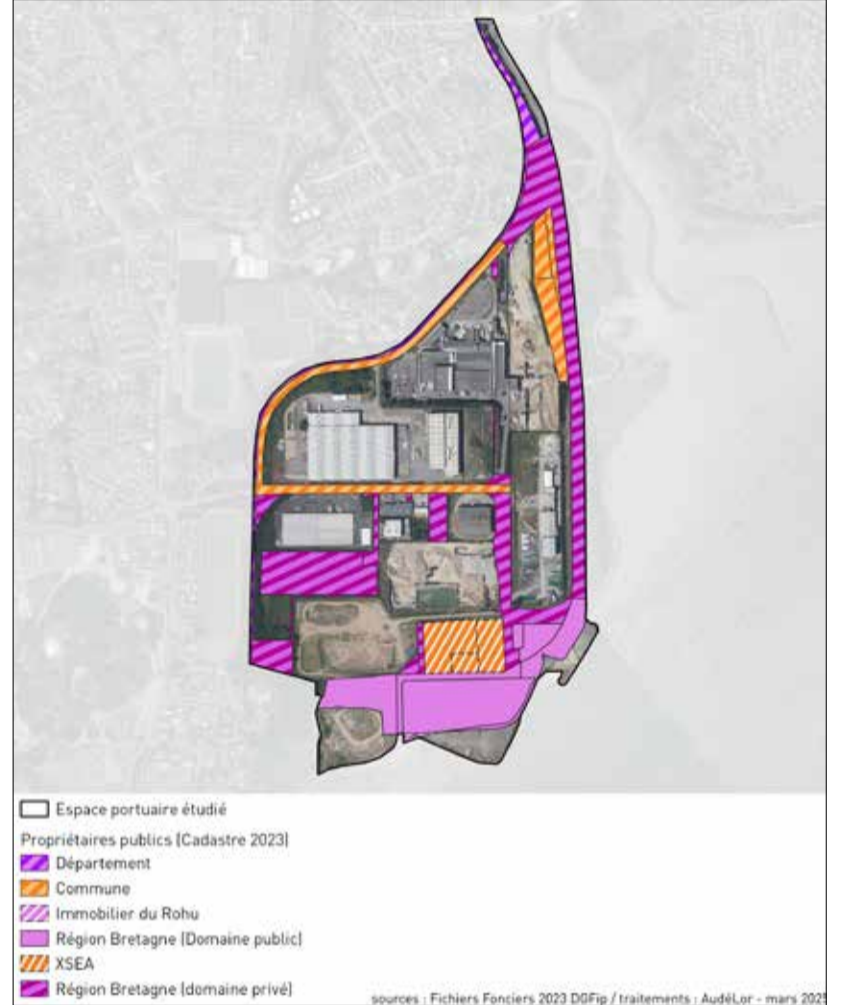 Espace portuaire étudié
Propriétaires publics (Cadastre 2023)
Département
Commune
Immobilier du Rohu
Région Bretagne (Domaine public)
XSEA
Région Bretagne (domaine privé)
sources : Fichiers Fonciers 2023 DGFip / traitements : AudéLor - mars 2025